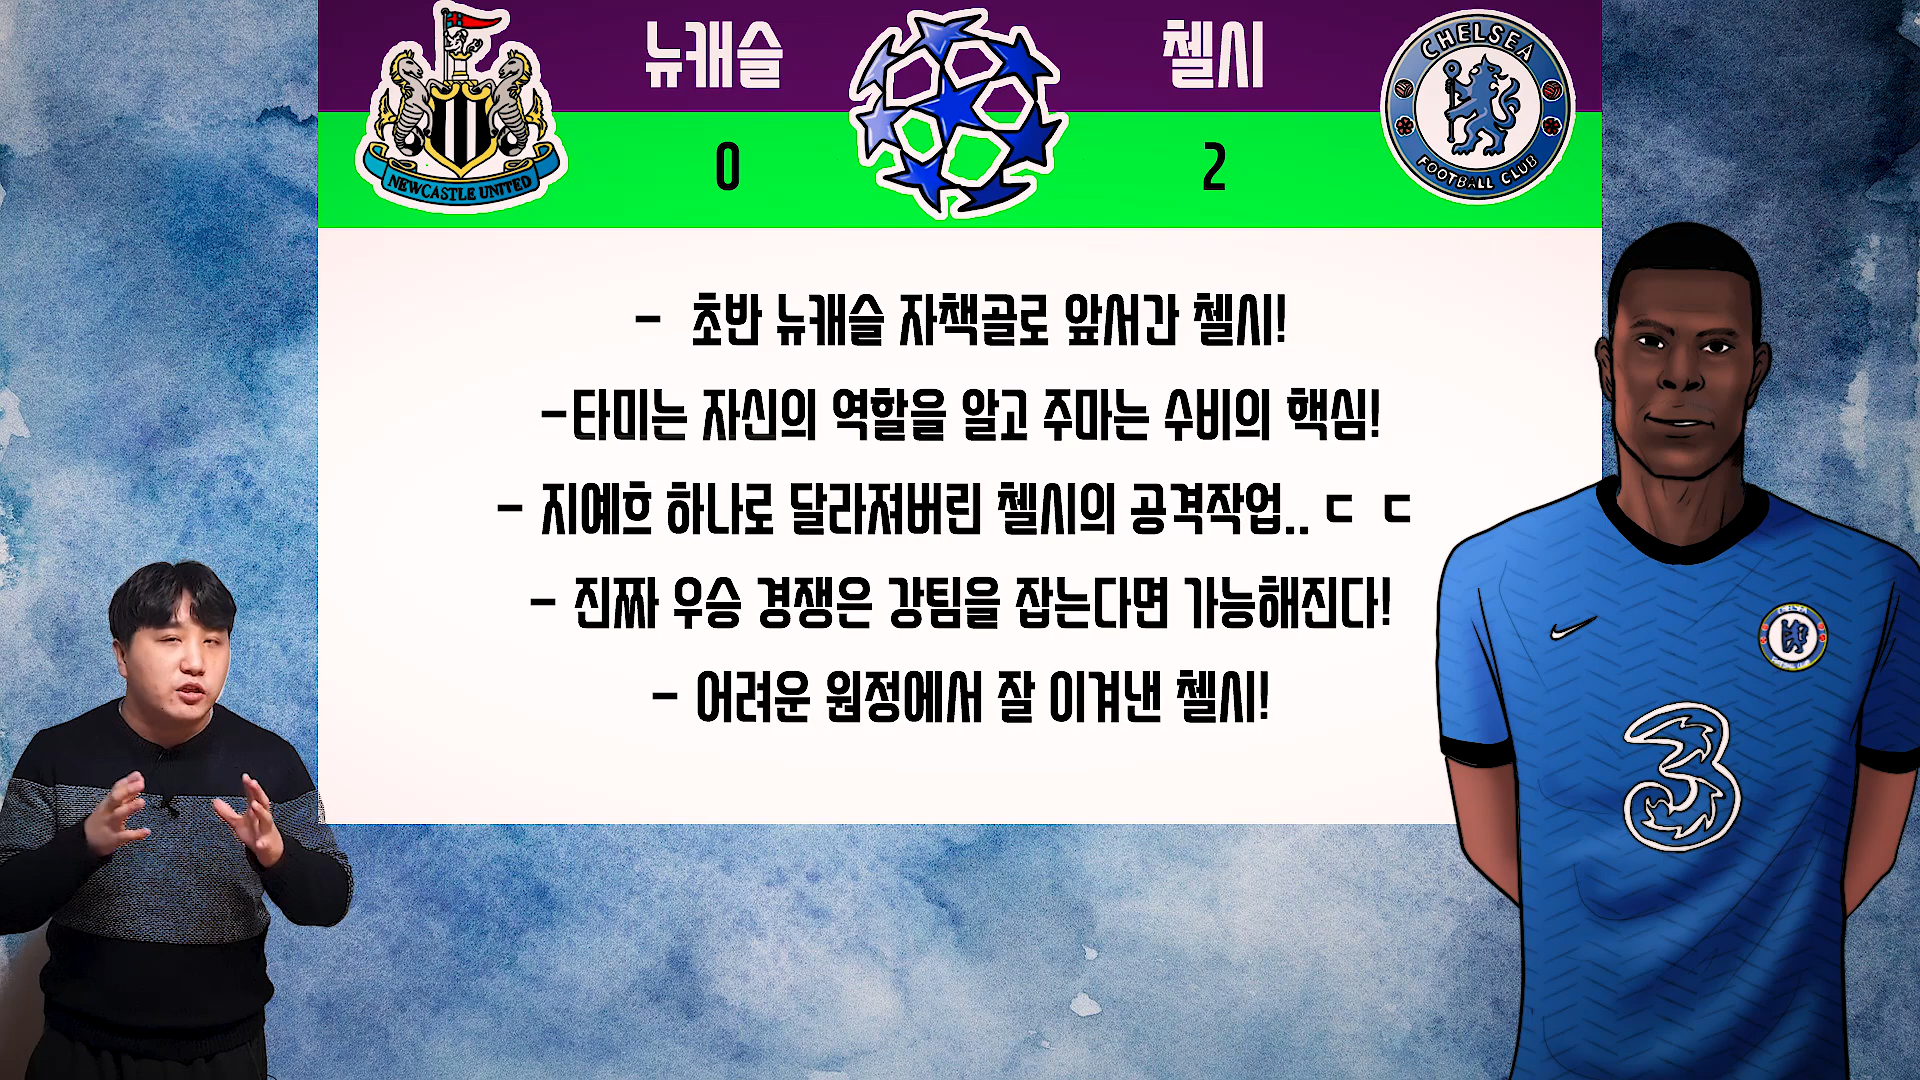 뉴캐슬
첼시
0
2
NEWCASTLE UNITED
CHELSEA
FOOTBALL CLUB
- 초반 뉴캐슬 자책골로 앞서간 첼시!
-타미는 자신의 역할을 알고 주마는 수비의 핵심!
- 지예흐 하나로 달라져버린 첼시의 공격작업.. ㄷ ㄷ
- 진짜 우승 경쟁은 강팀을 잡는다면 가능해진다!
- 어려운 원정에서 잘 이겨낸 첼시!
3